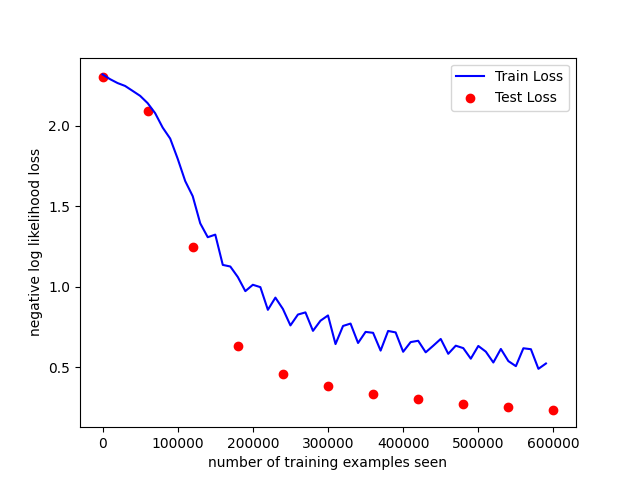 Train Loss
Test Loss
2.0
1.5
1.0
0.5
negative log likelihood loss
0 100000 200000 300000 400000 500000 600000
number of training examples seen